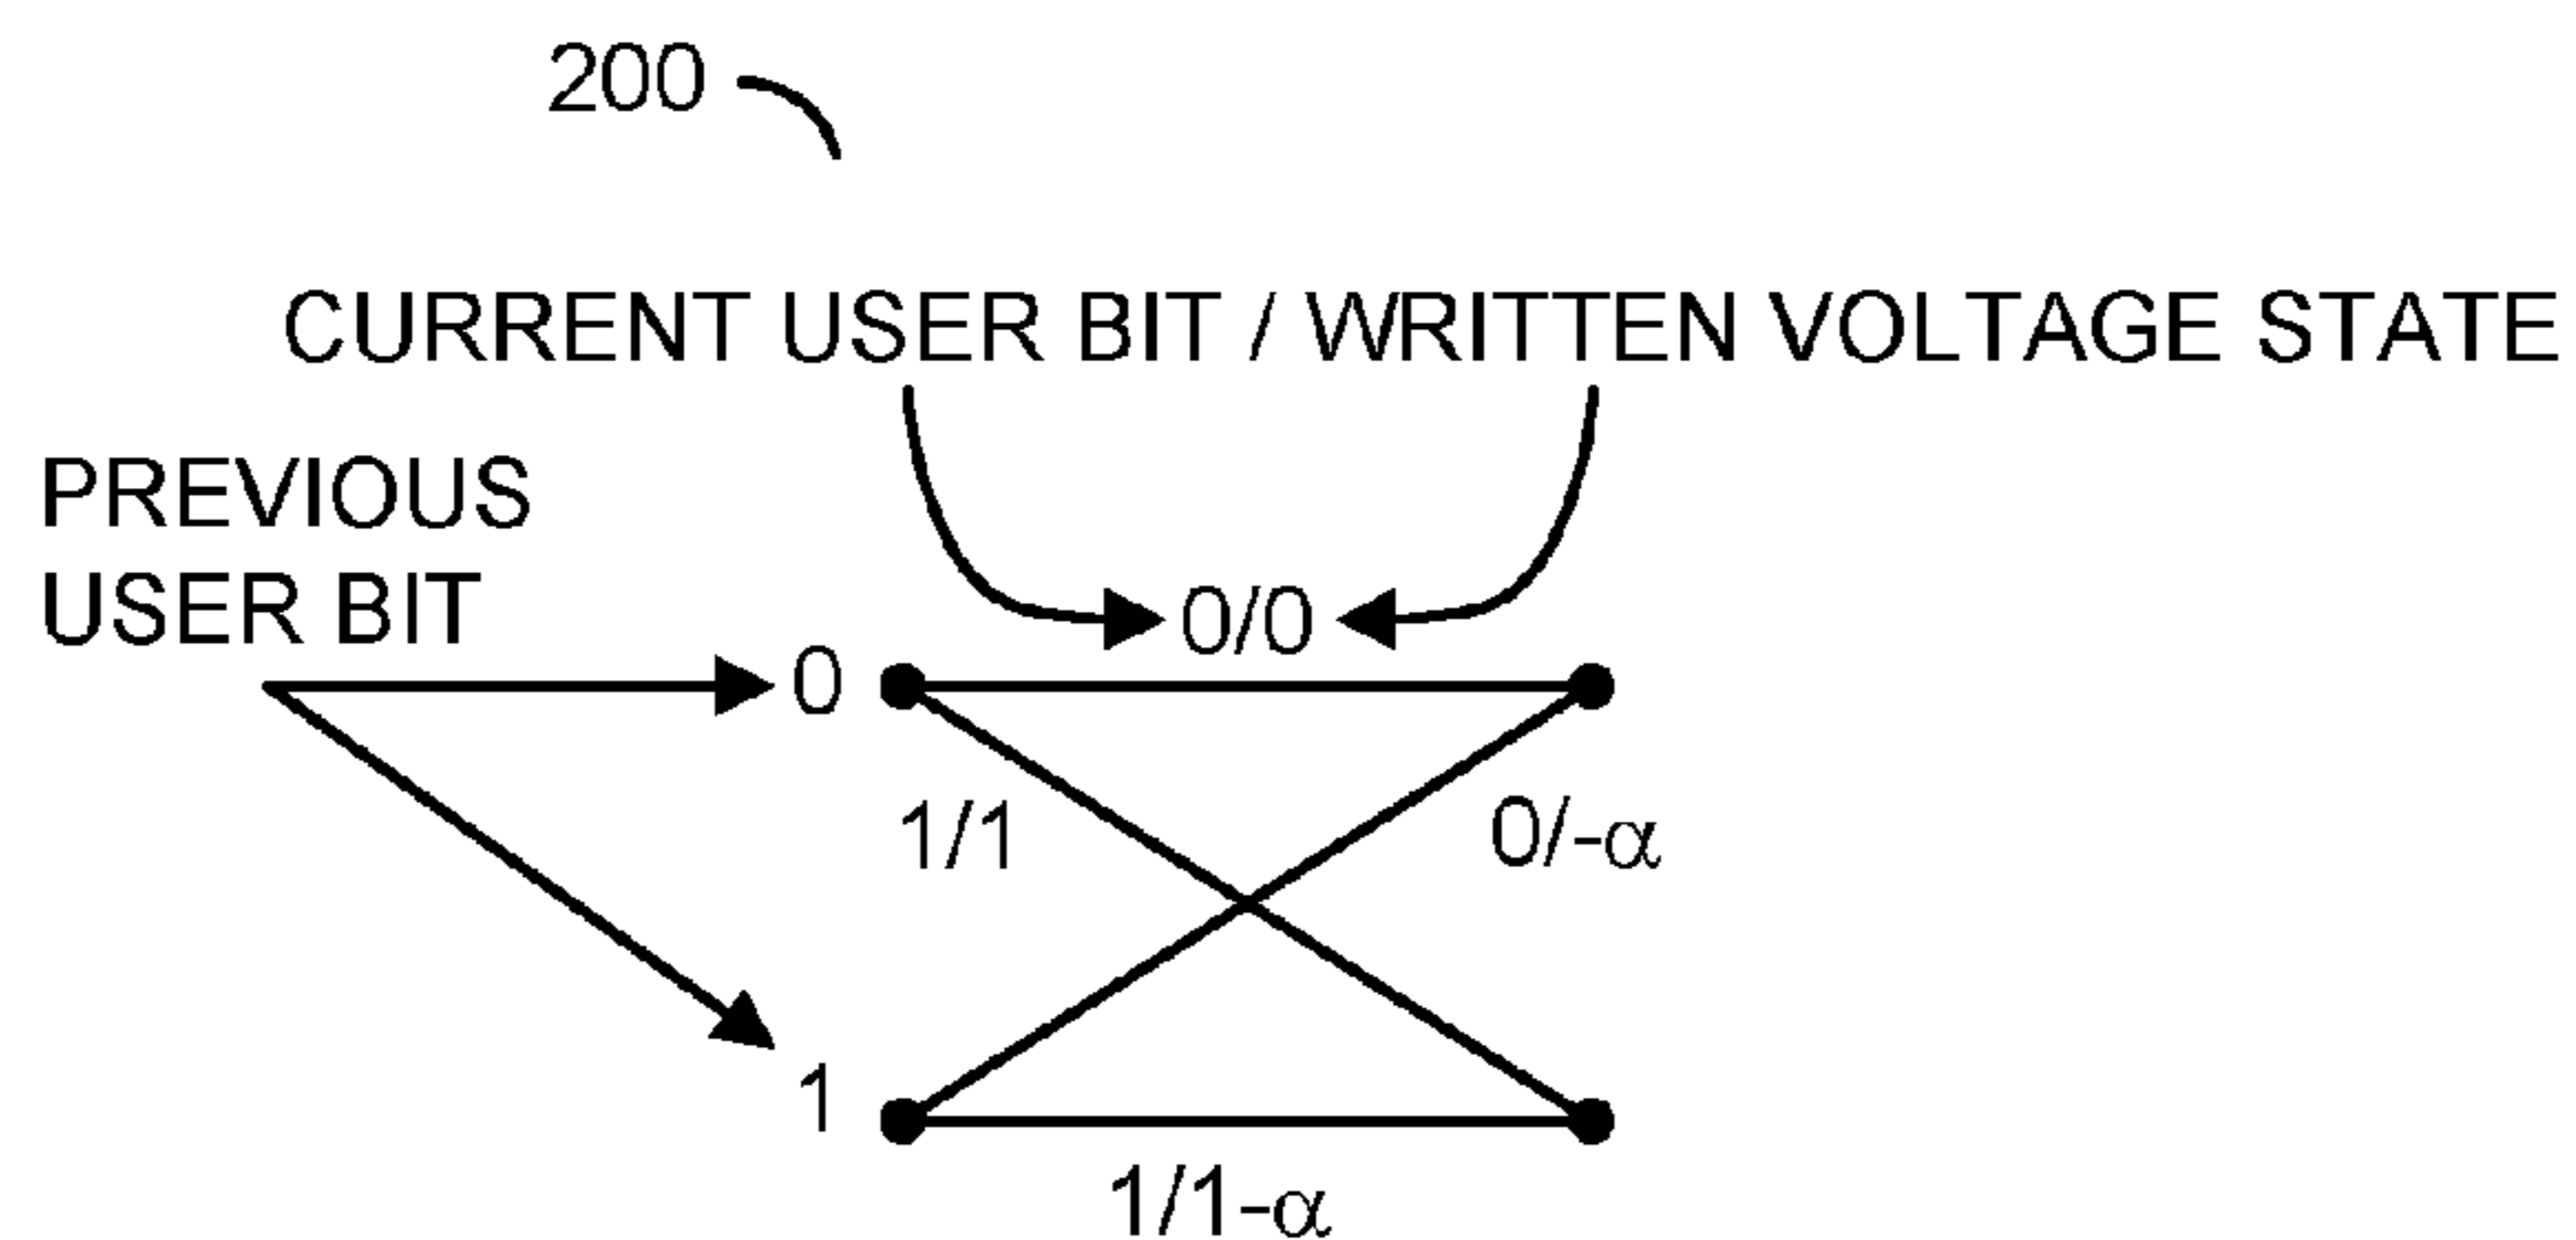 200
CURRENT USER BIT / WRITTEN VOLTAGE STATE
PREVIOUS
USER BIT
0/0
0
1/1
0/-α
1
1/1-α